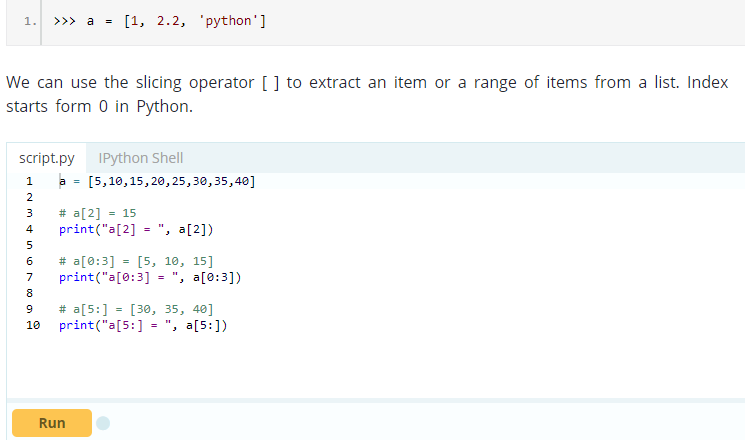 1. >>> a = [1, 2.2, 'python']
We can use the slicing operator [ ] to extract an item or a range of items from a list. Index
starts form 0 in Python.
script.py IPython Shell
1 a = [5,10,15,20,25,30,35,40]
2
3 # a[2] = 15
4 print("a[2] = ", a[2])
5
6 # a[0:3] = [5, 10, 15]
7 print("a[0:3] = ", a[0:3])
8
9 # a[5:] = [30, 35, 40]
10 print("a[5:] = ", a[5:])
Run